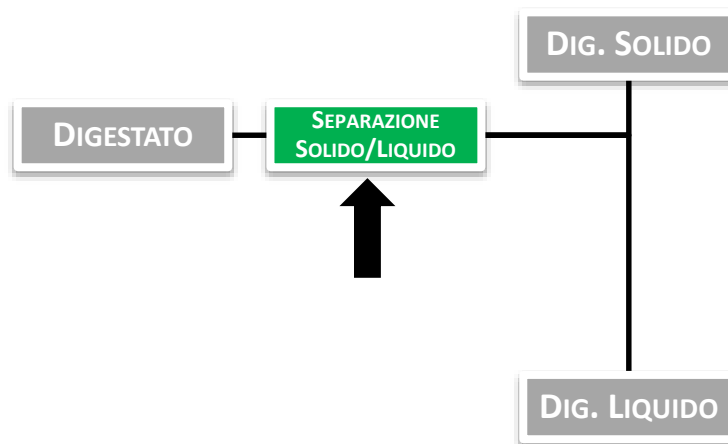 DIG. SOLIDO
DIGESTATO
SEPARAZIONE
SOLIDO/LIQUIDO
DIG. LIQUIDO